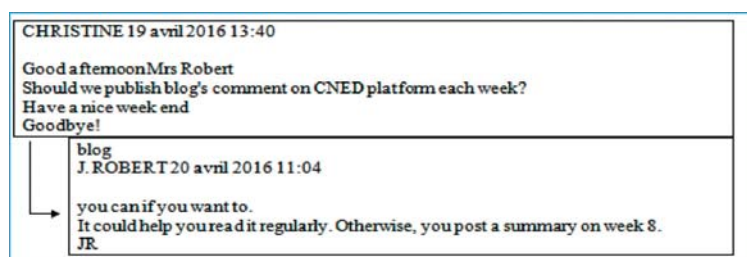 CHRISTINE 19 avril 2016 13:40
Good afternoon Mrs Robert
Should we publish blog's comment on CNED platform each week?
Have a nice week end
Goodbye!
blog
J. ROBERT 20 avril 2016 11:04
you can if you want to.
It could help you read it regularly. Otherwise, you post a summary on week 8.
JR